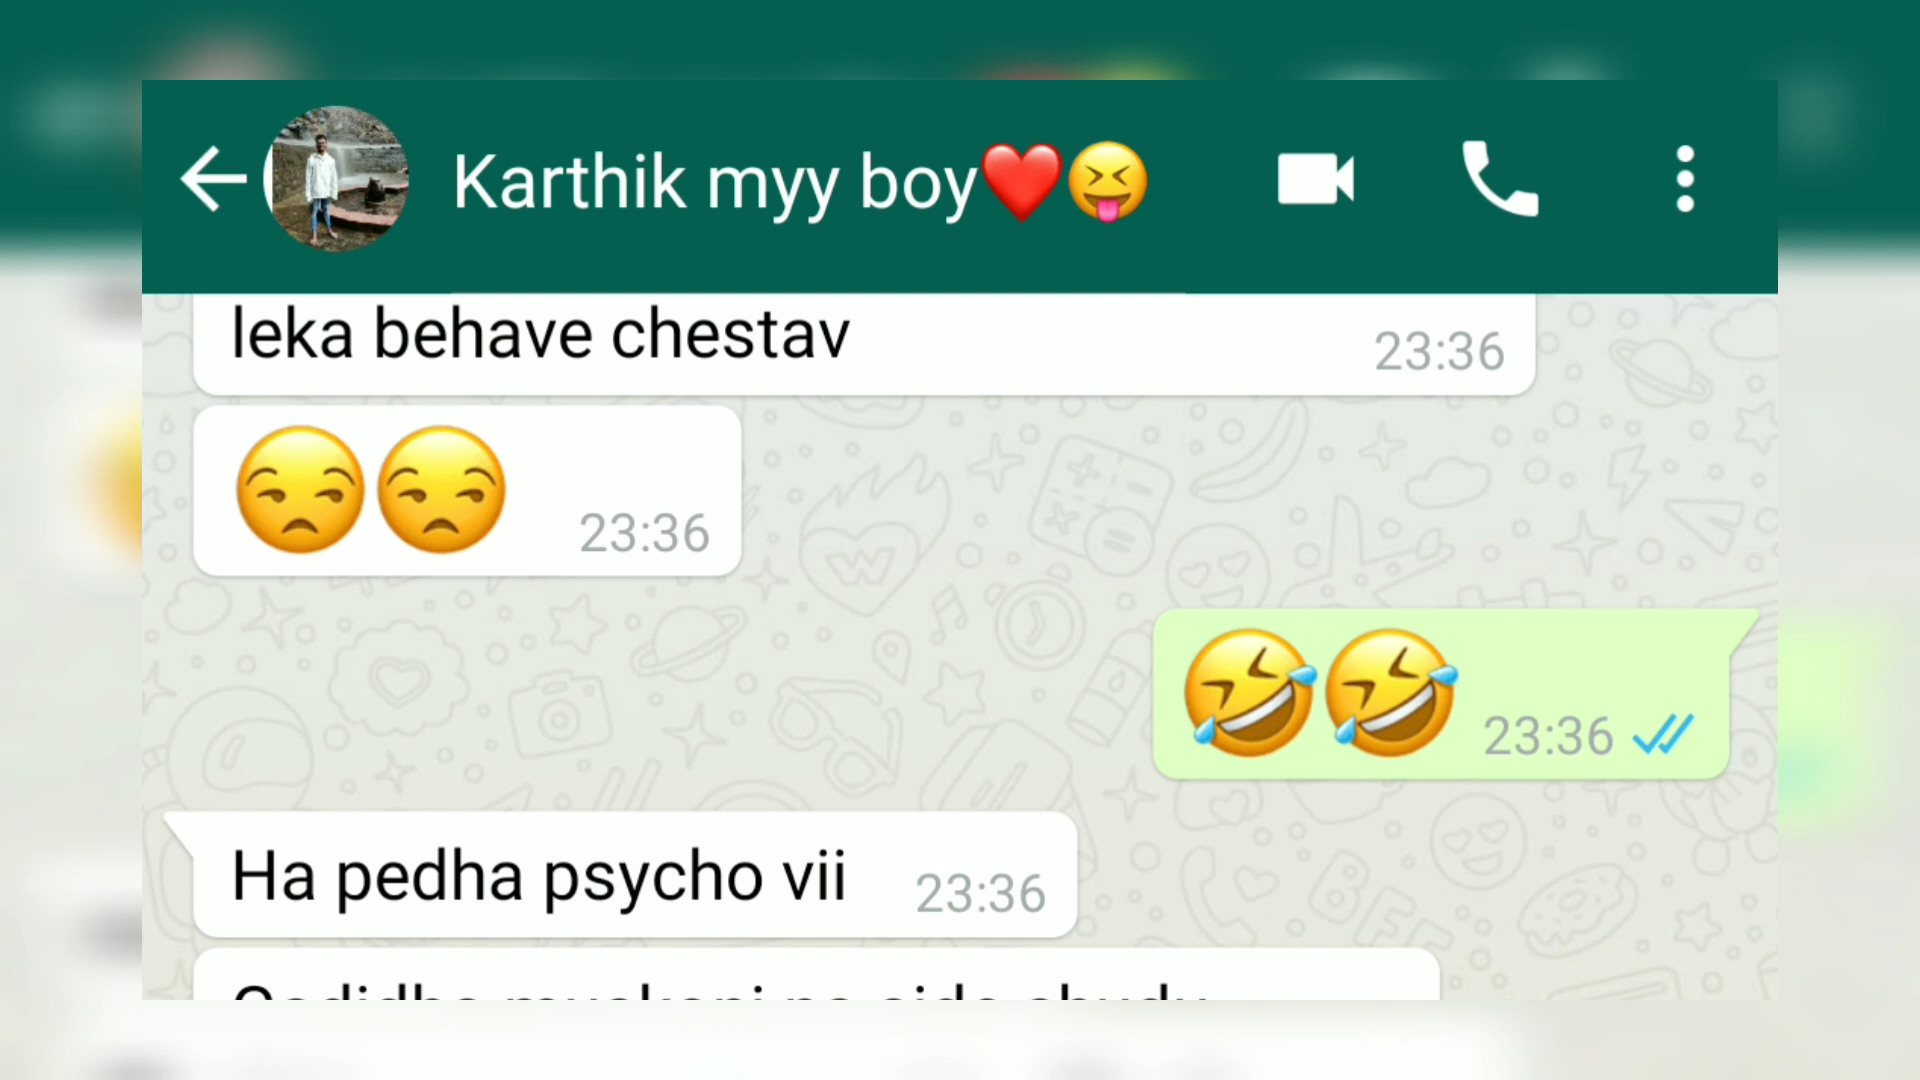 Karthik myy boy❤️😝
leka behave chestav 23:36
😒😒 23:36
🤣🤣 23:36
Ha pedha psycho vii 23:36